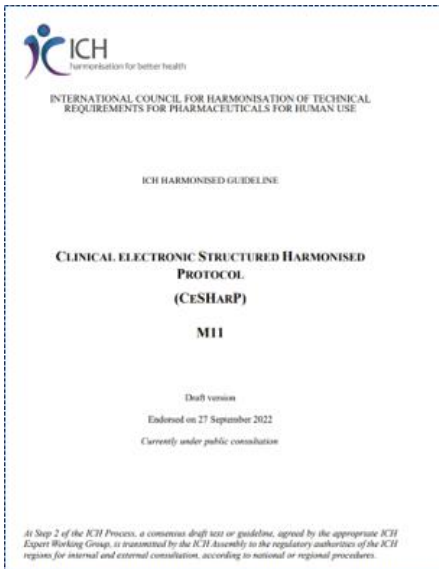 ICH
harmonisation for better health
INTERNATIONAL COUNCIL FOR HARMONISATION OF TECHNICAL
REQUIREMENTS FOR PHARMACEUTICALS FOR HUMAN USE
ICH HARMONISED GUIDELINE
CLINICAL ELECTRONIC STRUCTURED HARMONISED
PROTOCOL
(CESHARP)
M11
Draft version
Endorsed on 27 September 2022
Currently under public consultation
At Step 2 of the ICH Process, a consensus draft text or guideline, agreed by the appropriate ICH
Expert Working Group, is transmitted by the ICH Assembly to the regulatory authorities of the ICH
regions for internal and external consultation, according to national or regional procedures.